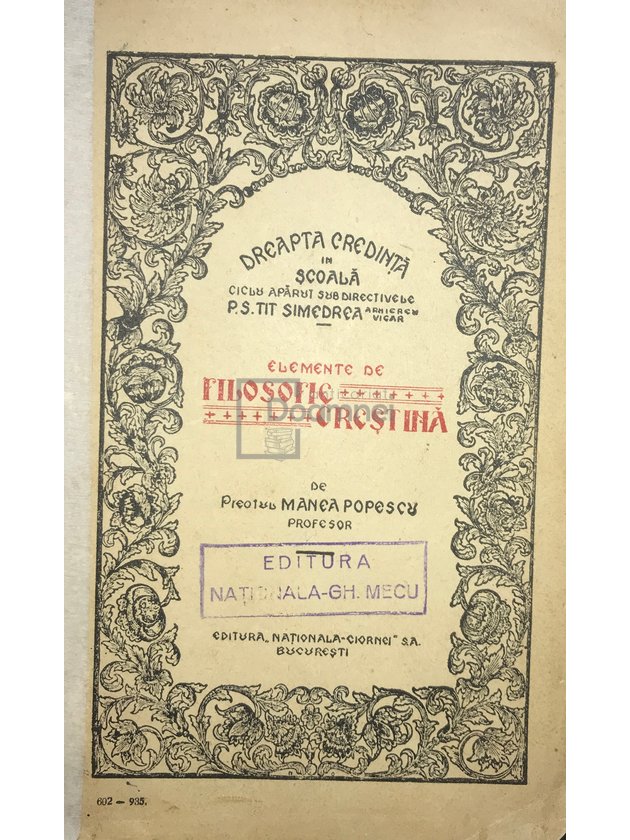 DREAPTA CREDINȚĂ
IN
ȘCOALĂ
CICLU APĂRUT SUB DIRECTIVELE
P.S. TIT SIMEDREA ARHIEREU VICAR
ELEMENTE DE
FILOSOFIE
CREȘTINĂ
DE
Preotul MANEA POPESCU
PROFESOR
EDITURA
NAȚIONALA-GH. MECU
EDITURA „NAȚIONALA-CIORNEI" S.A.
BUCUREȘTI
602 — 935.